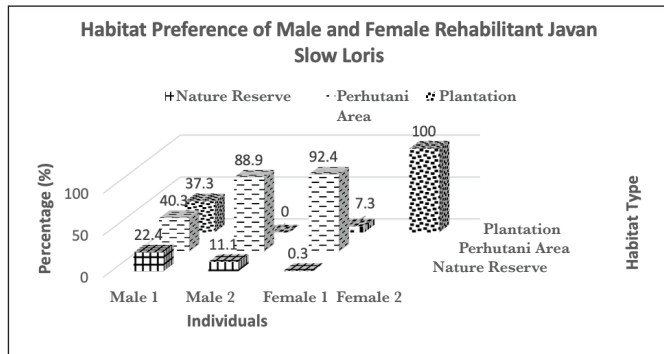 Habitat Preference of Male and Female Rehabilitant Javan
Slow Loris
Nature Reserve Perhutani Plantation
Area
100
88.9 92.4
37.3
40.3 0 7.3
22.4 11.1 0.3
Percentage (%)
100
50
0
Plantation
Perhutani Area
Nature Reserve
Habitat Type
Male 1 Male 2 Female 1 Female 2
Individuals